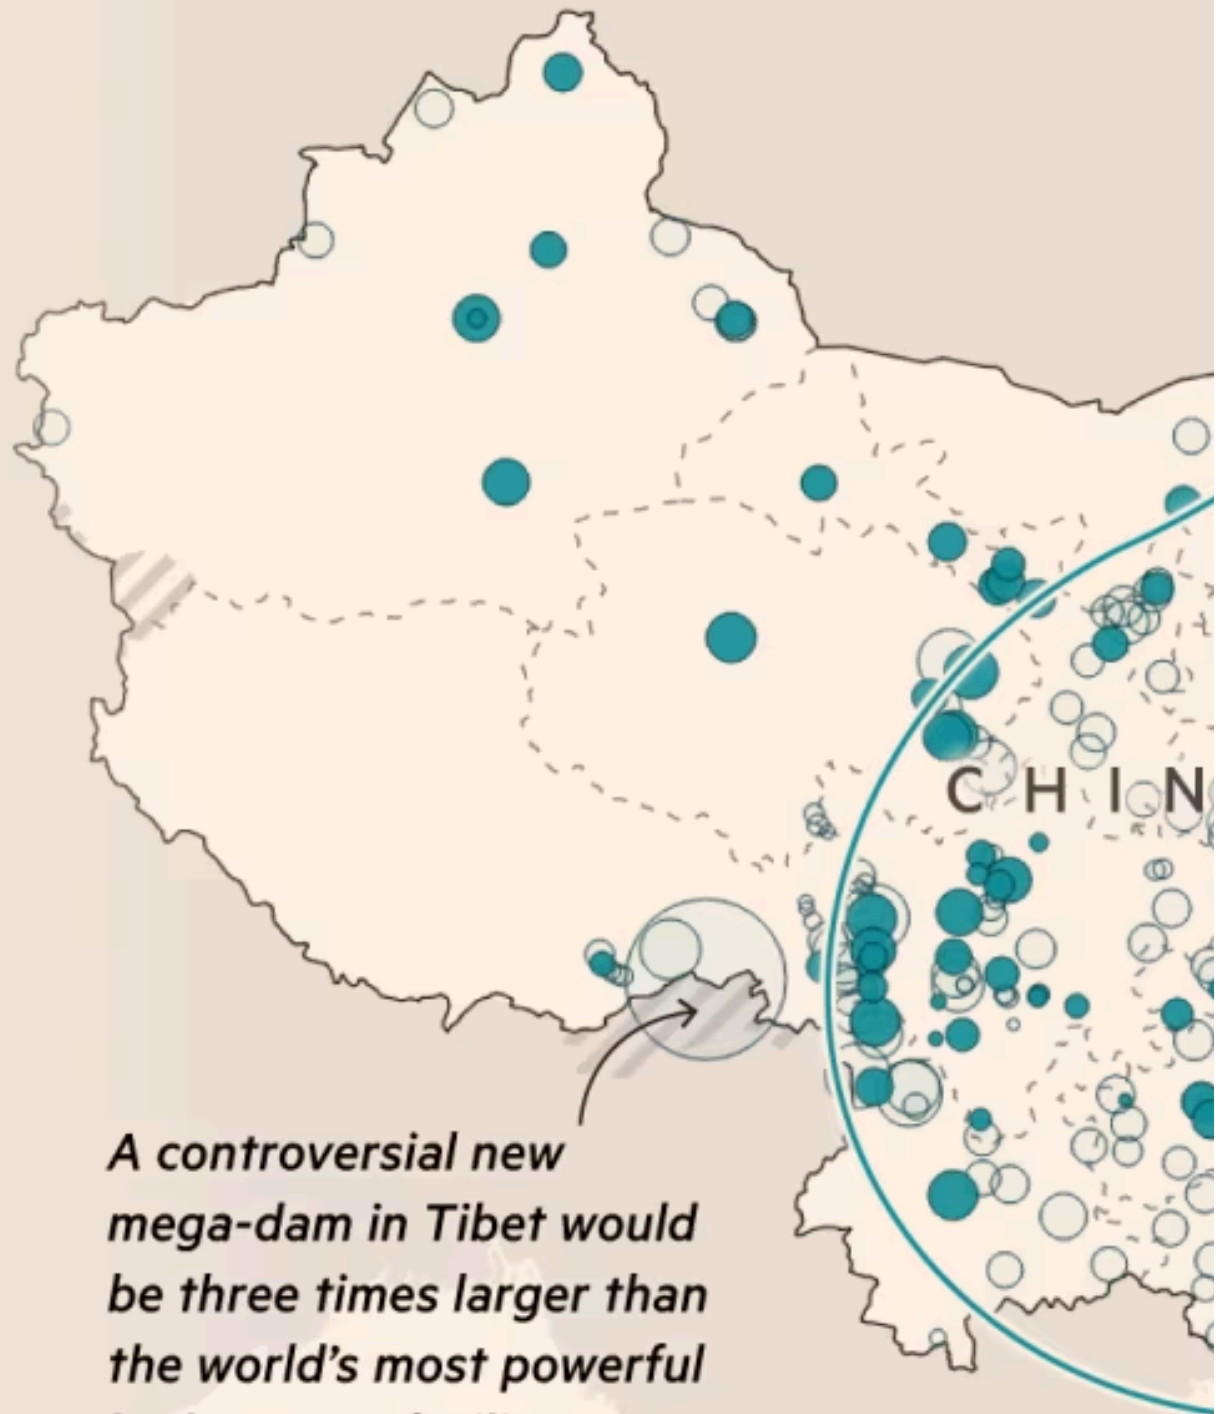 CHIN
A controversial new
mega-dam in Tibet would
be three times larger than
the world's most powerful